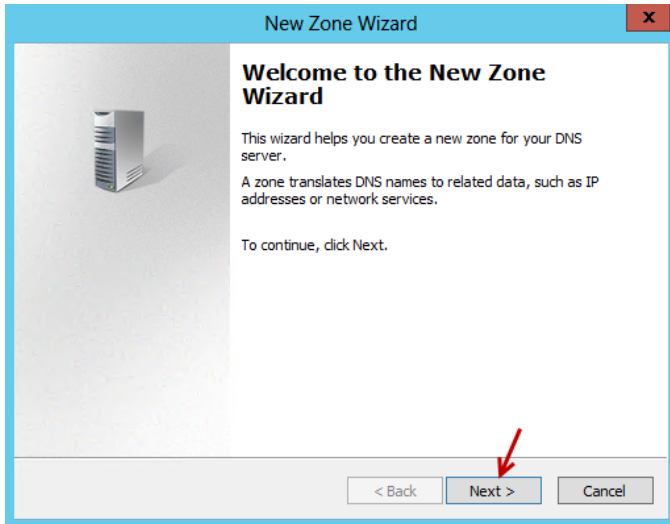 New Zone Wizard
x
Welcome to the New Zone
Wizard
This wizard helps you create a new zone for your DNS
server.
A zone translates DNS names to related data, such as IP
addresses or network services.
To continue, click Next.
< Back Next > Cancel